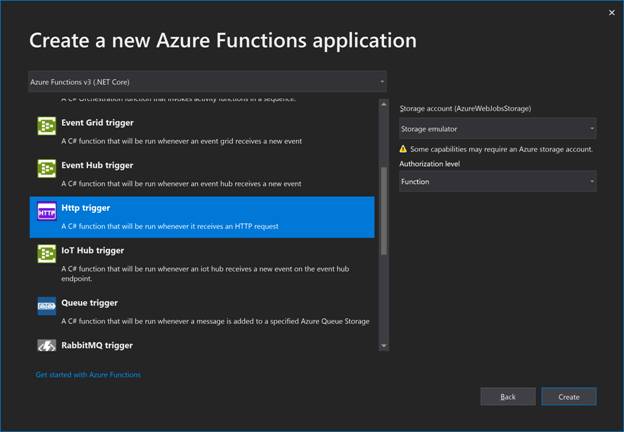 Create a new Azure Functions application
Azure Functions v3 (.NET Core)
A C# Orchestration function that invokes activity functions in a sequence.
Event Grid trigger
A C# function that will be run whenever an event grid receives a new event
Event Hub trigger
A C# function that will be run whenever an event hub receives a new event
HTTP
Http trigger
A C# function that will be run whenever it receives an HTTP request
IoT Hub trigger
A C# function that will be run whenever an iot hub receives a new event on the event hub
endpoint.
Queue trigger
A C# function that will be run whenever a message is added to a specified Azure Queue Storage
RabbitMQ trigger
Storage account (AzureWebJobsStorage)
Storage emulator
Some capabilities may require an Azure storage account.
Authorization level
Function
Get started with Azure Functions
Back
Create